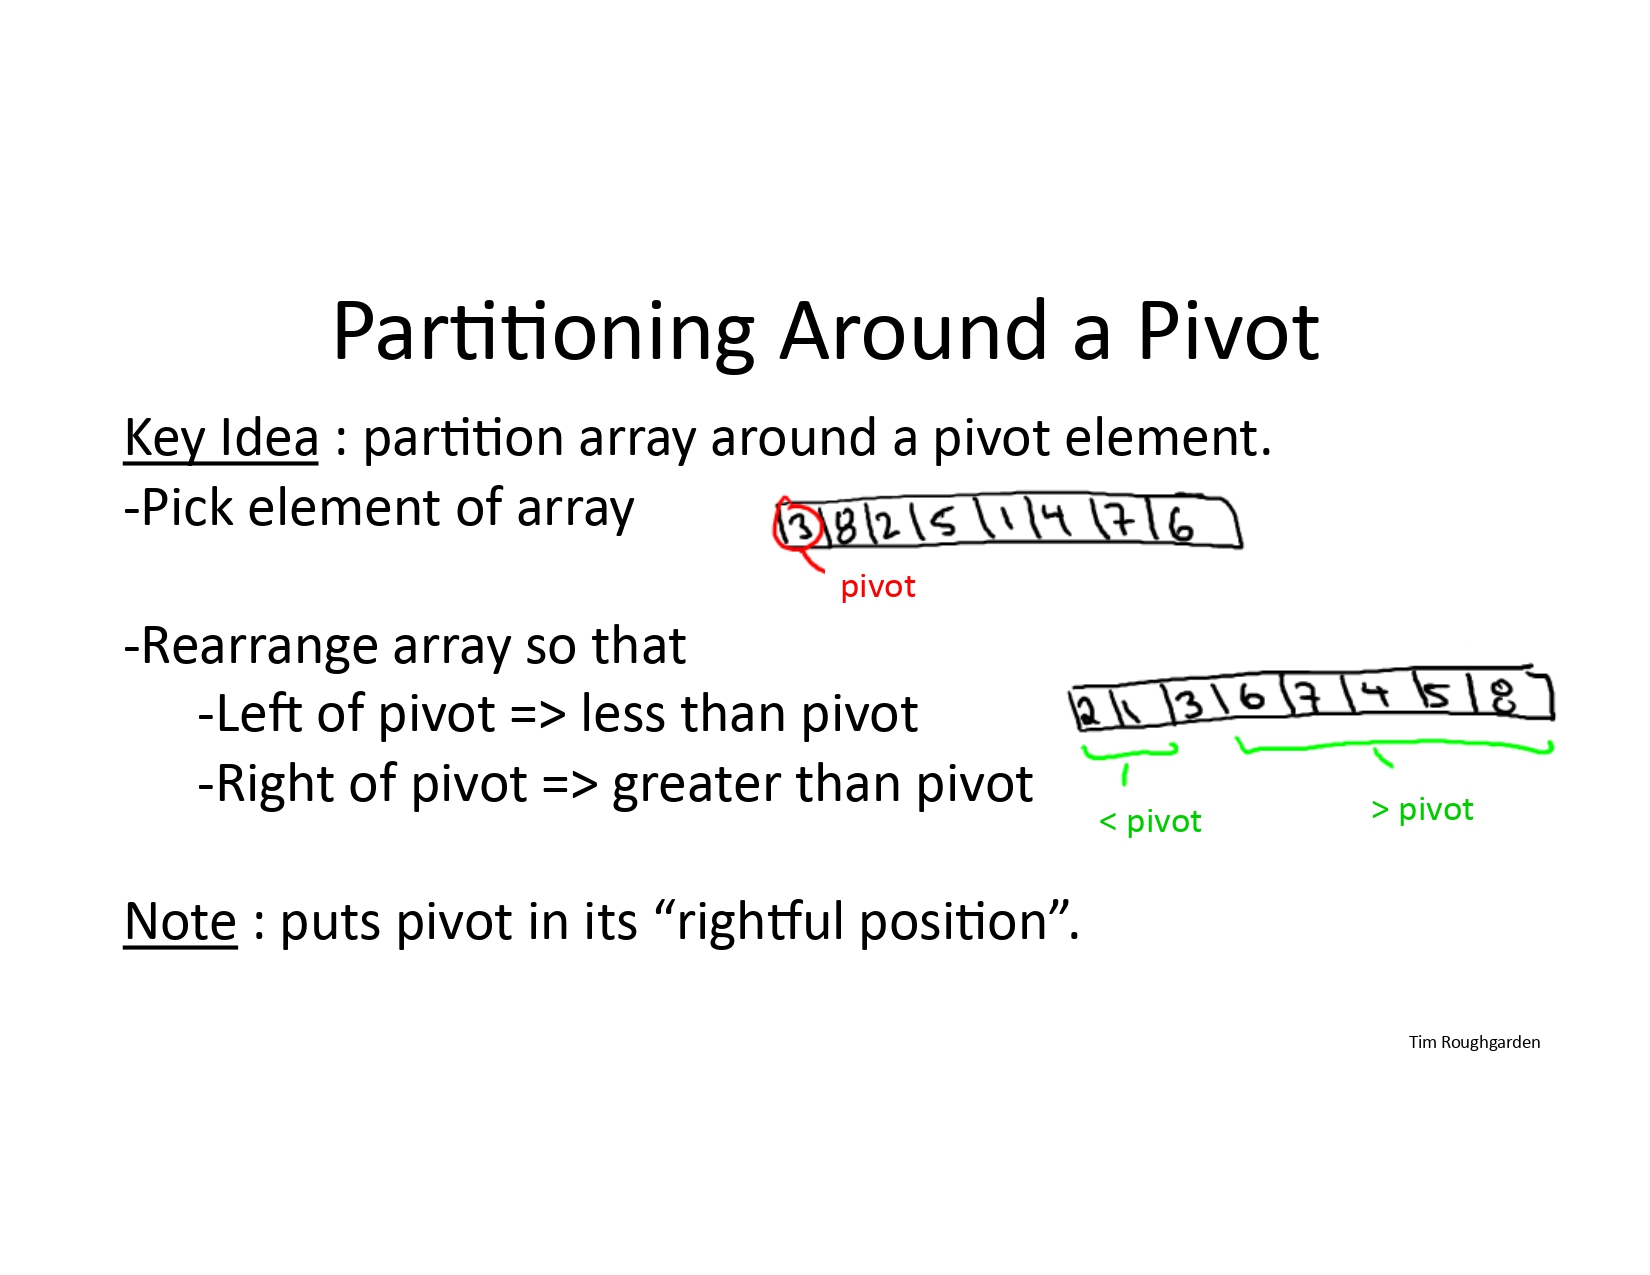 Partitioning Around a Pivot
Key Idea : partition array around a pivot element.
-Pick element of array
3 8 2 5 1 4 7 6
pivot
-Rearrange array so that
-Left of pivot => less than pivot
-Right of pivot => greater than pivot
2 1 3 6 7 4 5 8
< pivot
> pivot
Note : puts pivot in its “rightful position”.
Tim Roughgarden